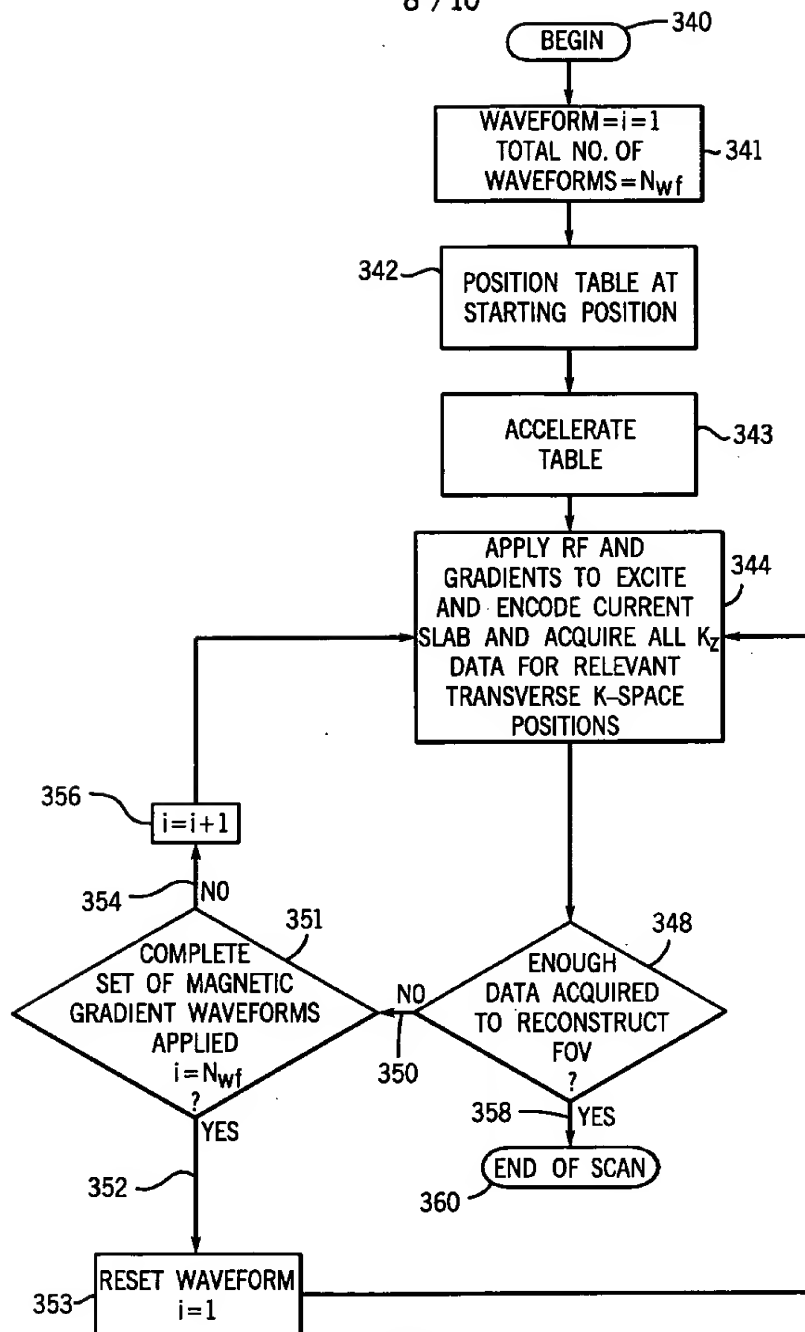 8 / 10
BEGIN
340
WAVEFORM=i=1
TOTAL NO. OF
WAVEFORMS=Nwf
341
342
POSITION TABLE AT
STARTING POSITION
ACCELERATE
TABLE
343
APPLY RF AND
GRADIENTS TO EXCITE
AND ENCODE CURRENT
SLAB AND ACQUIRE ALL KZ
DATA FOR RELEVANT
TRANSVERSE K-SPACE
POSITIONS
344
356
i=i+1
354
NO
351
COMPLETE
SET OF MAGNETIC
GRADIENT WAVEFORMS
APPLIED
i=Nwf
?
YES
352
348
ENOUGH
DATA ACQUIRED
TO RECONSTRUCT
FOV
?
NO
350
358
YES
END OF SCAN
360
RESET WAVEFORM
i=1
353